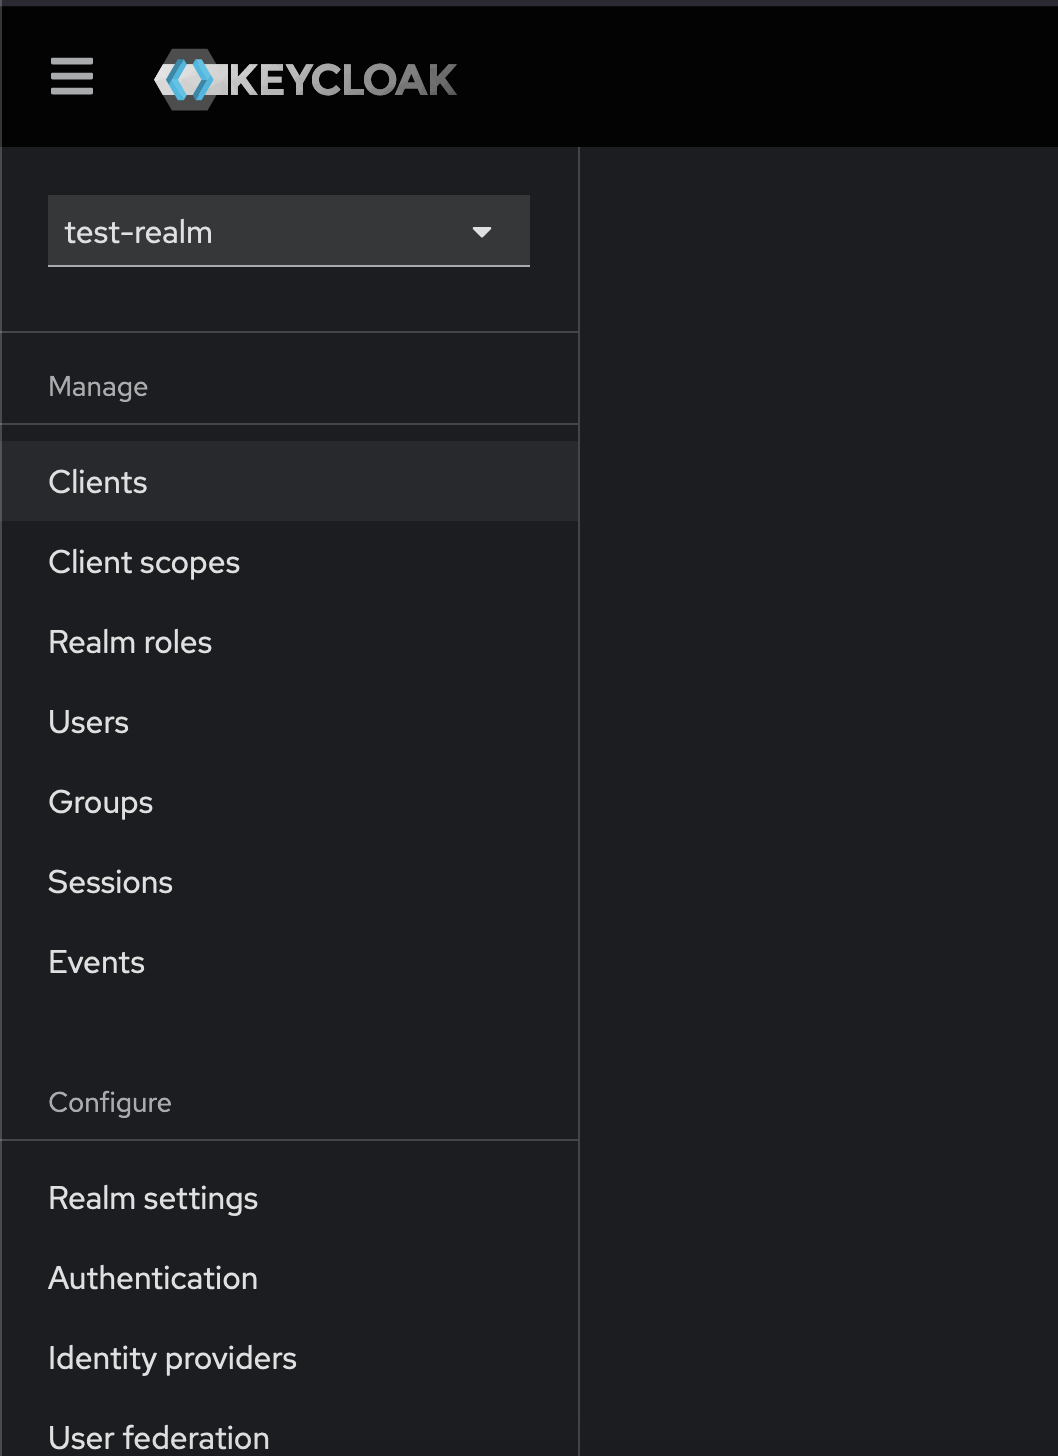 KEYCLOAK
test-realm
Manage
Clients
Client scopes
Realm roles
Users
Groups
Sessions
Events
Configure
Realm settings
Authentication
Identity providers
User federation